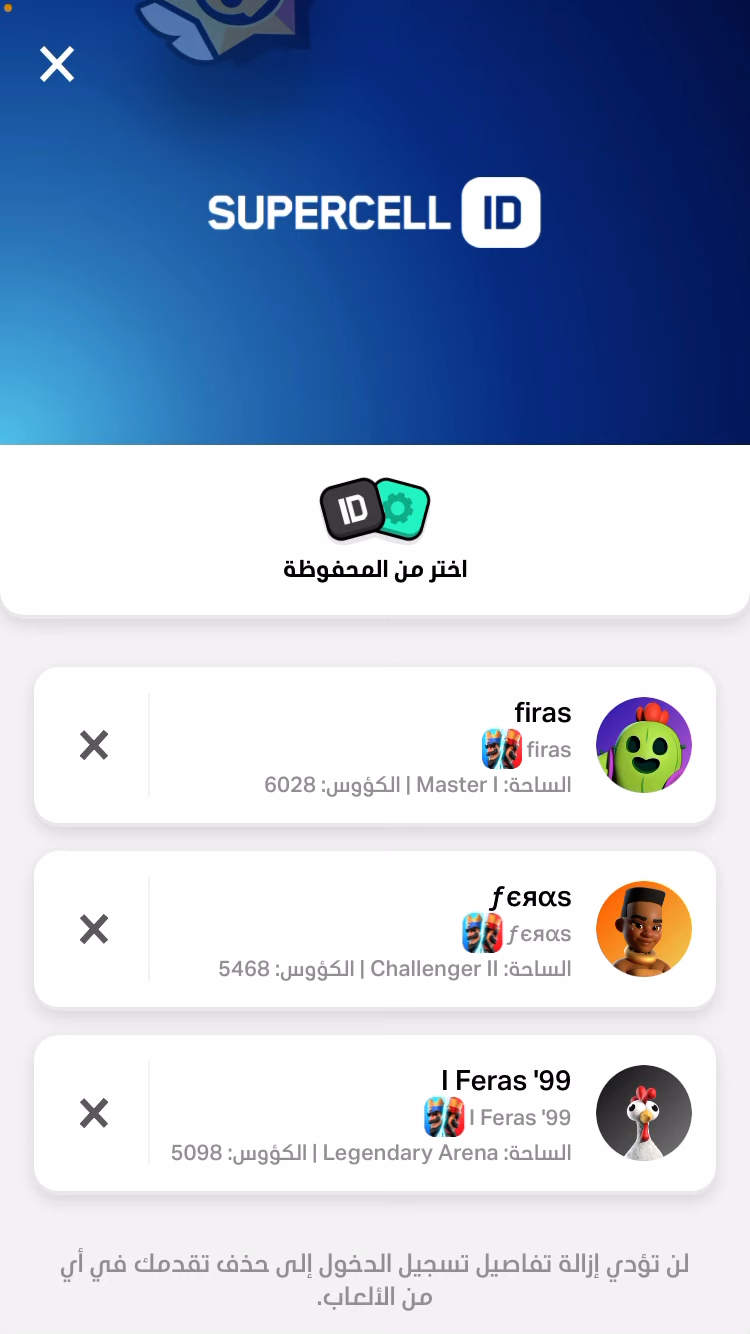 SUPERCELL ID
ID
اختر من المحفوظة
firas
firas
الساحة: Master I | الكؤوس: 6028
ƒєяαѕ
ƒєяαѕ
الساحة: Challenger II | الكؤوس: 5468
I Feras '99
I Feras '99
الساحة: Legendary Arena | الكؤوس: 5098
لن تؤدي إزالة تفاصيل تسجيل الدخول إلى حذف تقدمك في أي
من الألعاب.